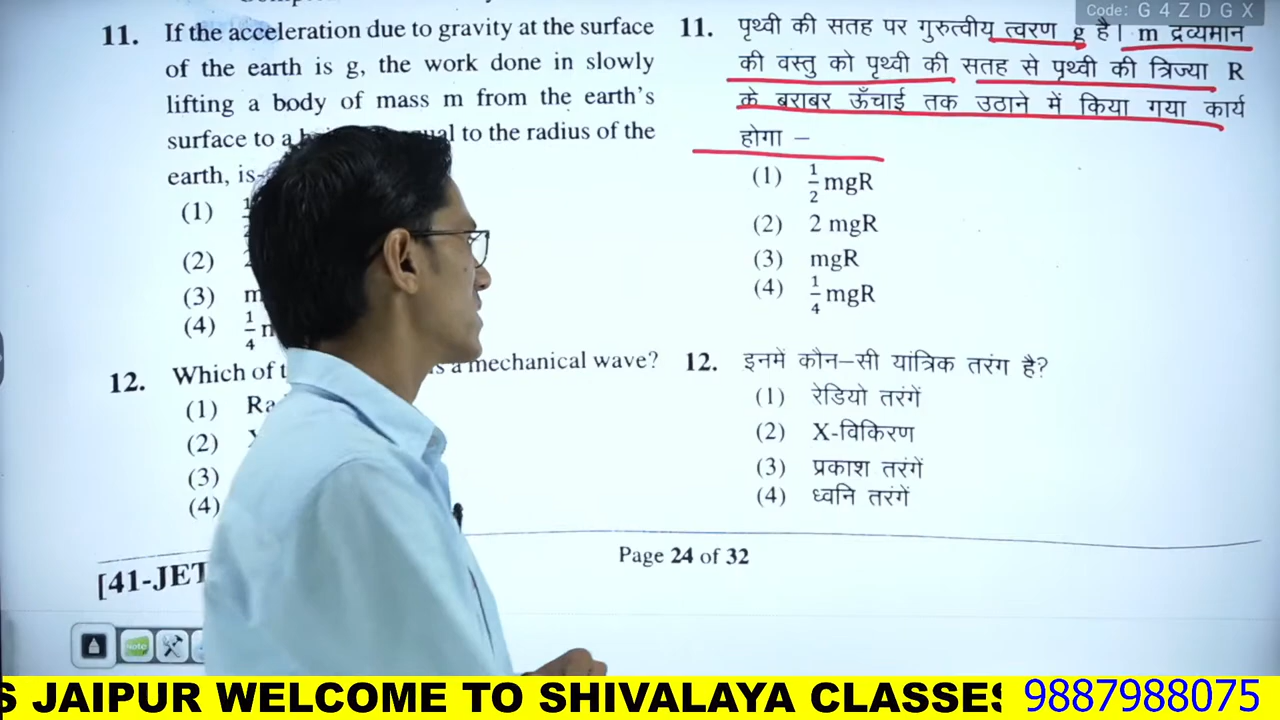 Code: G 4 Z D G X
11. If the acceleration due to gravity at the surface
of the earth is g, the work done in slowly
lifting a body of mass m from the earth's
surface to a equal to the radius of the
earth, is-
(1)
(2)
(3) m
(4) 1/4
12. Which of a mechanical wave?
(1) Ra
(2)
(3)
(4)
11. पृथ्वी की सतह पर गुरुत्वीय त्वरण g है। m द्रव्यमान
की वस्तु को पृथ्वी की सतह से पृथ्वी की त्रिज्या R
के बराबर ऊँचाई तक उठाने में किया गया कार्य
होगा –
(1) 1/2 mgR
(2) 2 mgR
(3) mgR
(4) 1/4 mgR
12. इनमें कौन–सी यांत्रिक तरंग है?
(1) रेडियो तरंगें
(2) X-विकिरण
(3) प्रकाश तरंगें
(4) ध्वनि तरंगें
Page 24 of 32
[41-JET
note
S JAIPUR WELCOME TO SHIVALAYA CLASSES 9887988075